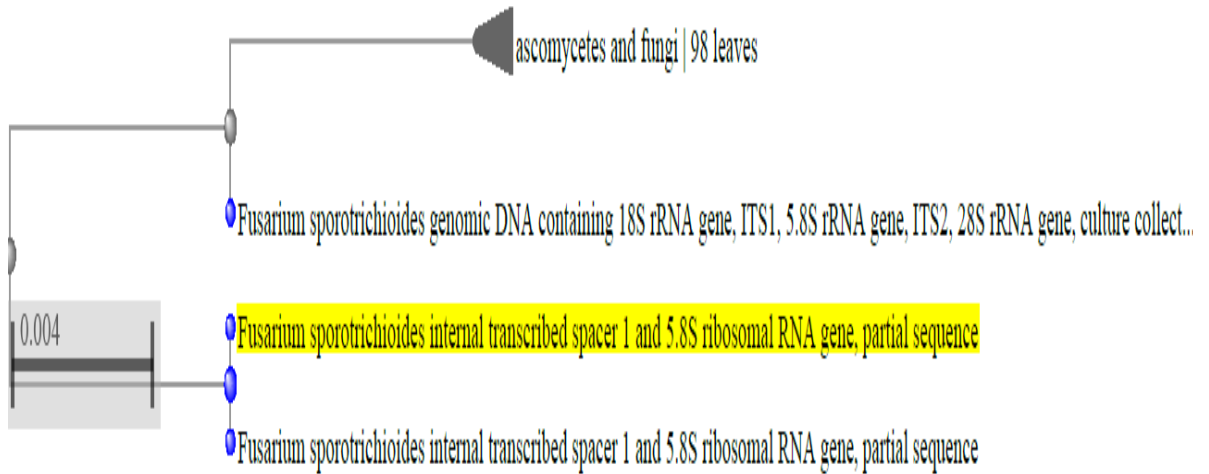 ascomycetes and fungi | 98 leaves
Fusarium sporotrichioides genomic DNA containing 18S rRNA gene, ITS1, 5.8S rRNA gene, ITS2, 28S rRNA gene, culture collect...
0.004
Fusarium sporotrichioides internal transcribed spacer 1 and 5.8S ribosomal RNA gene, partial sequence
Fusarium sporotrichioides internal transcribed spacer 1 and 5.8S ribosomal RNA gene, partial sequence